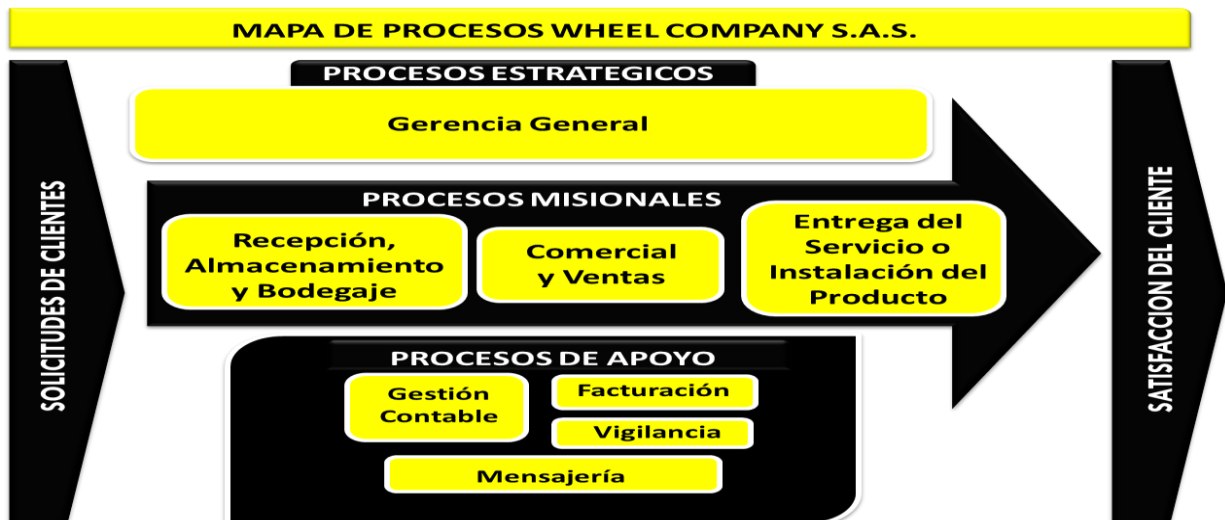 MAPA DE PROCESOS WHEEL COMPANY S.A.S.
SOLICITUDES DE CLIENTES
PROCESOS ESTRATEGICOS
Gerencia General
PROCESOS MISIONALES
Recepción,
Almacenamiento
y Bodegaje
Comercial
y Ventas
Entrega del
Servicio o
Instalación del
Producto
PROCESOS DE APOYO
Gestión
Contable
Facturación
Vigilancia
Mensajería
SATISFACCION DEL CLIENTE